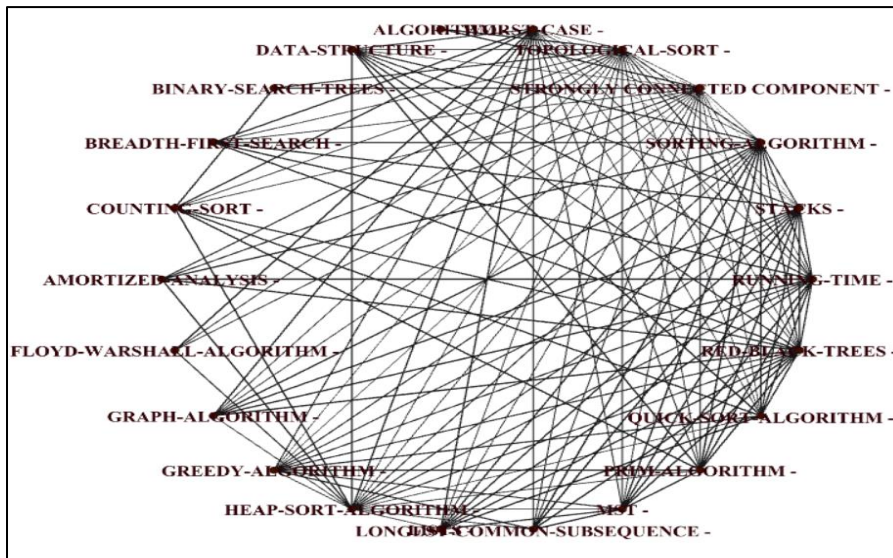 ALGORITHM - WORST-CASE -
DATA-STRUCTURE - TOPOLOGICAL-SORT -
BINARY-SEARCH-TREES - STRONGLY CONNECTED COMPONENT -
BREADTH-FIRST-SEARCH - SORTING-ALGORITHM -
COUNTING-SORT - STACKS -
AMORTIZED-ANALYSIS - RUNNING-TIME -
FLOYD-WARSHALL-ALGORITHM - RED-BLACK-TREES -
GRAPH-ALGORITHM - QUICK-SORT-ALGORITHM -
GREEDY-ALGORITHM - PRIM-ALGORITHM -
HEAP-SORT-ALGORITHM - MST -
LONGEST-COMMON-SUBSEQUENCE -